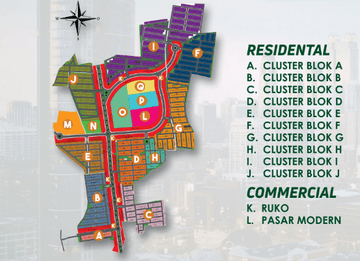 I
F
J
Q
D
M
N
O
L
G
E
D
H
B
K
C
A
RESIDENTAL
A. CLUSTER BLOK A
B. CLUSTER BLOK B
C. CLUSTER BLOK C
D. CLUSTER BLOK D
E. CLUSTER BLOK E
F. CLUSTER BLOK F
G. CLUSTER BLOK G
H. CLUSTER BLOK H
I. CLUSTER BLOK I
J. CLUSTER BLOK J
COMMERCIAL
K. RUKO
L. PASAR MODERN